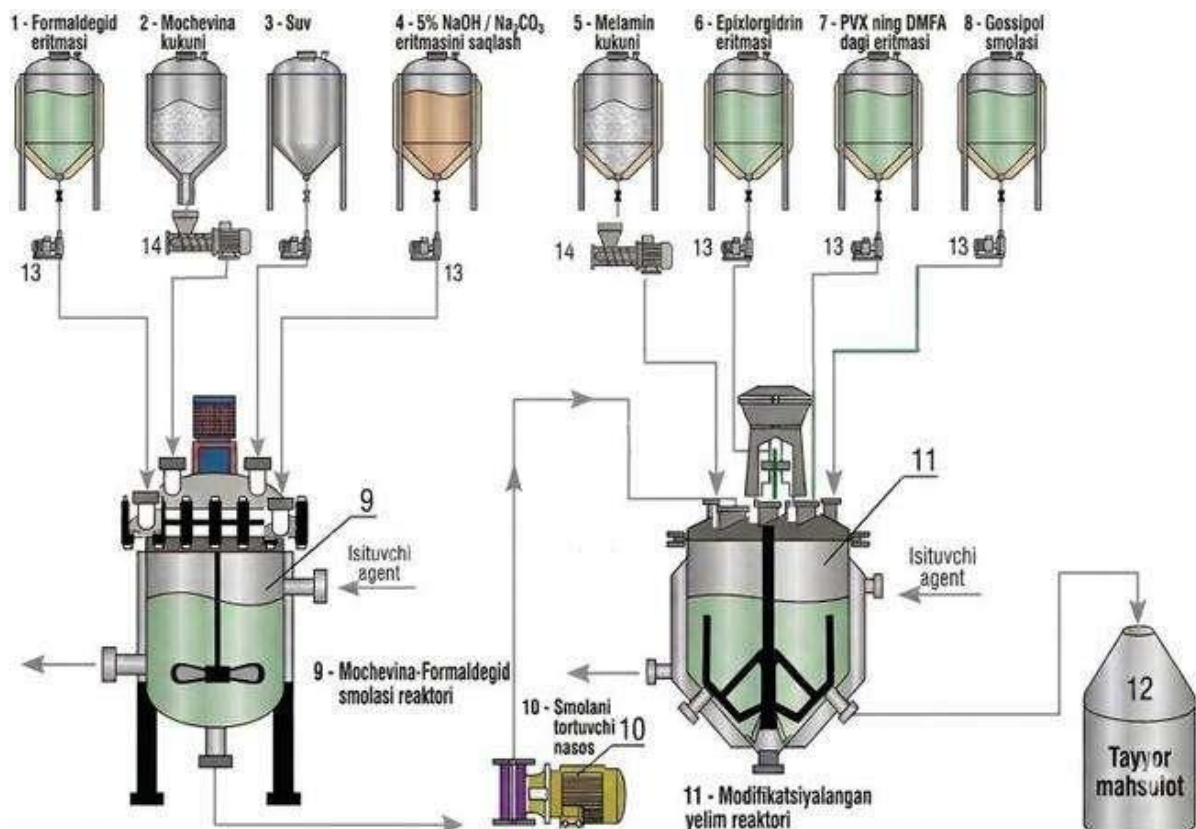 1 - Formaldegid
eritmasi
2 - Mochevina
kukuni
3 - Suv
4 - 5% NaOH / Na₂CO₃
eritmasini saqlash
5 - Melamin
kukuni
6 - Epixlorgidrin
eritmasi
7 - PVX ning DMFA
dagi eritmasi
8 - Gossipol
smolasi
13
14
13
13
14
13
13
13
9
Isituvchi
agent
11
Isituvchi
agent
9 - Mochevina-Formaldegid
smolasi reaktori
10 - Smolani
tortuvchi
nasos
10
11 - Modifikatsiyalangan
yelim reaktori
12
Tayyor
mahsulot